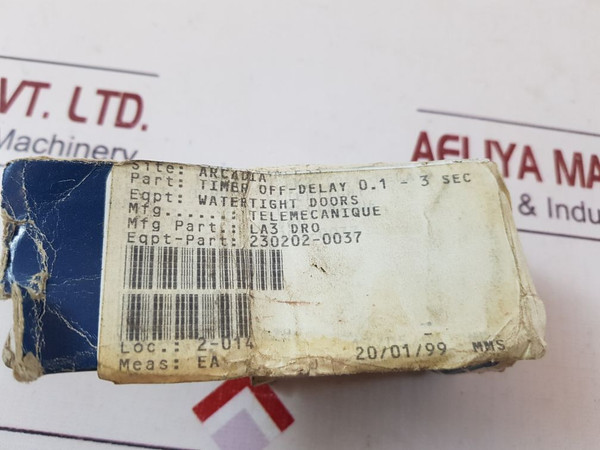 VT. LTD.
Machinery
AELIYA MA
& Indu
Site: ARCADIA
Part: TIMER OFF-DELAY 0.1 - 3 SEC
Eqpt: WATERTIGHT DOORS
Mfg......: TELEMECANIQUE
Mfg Part.: LA3 DRO
Eqpt-Part: 230202-0037
Loc.: 2-014
Meas: EA
20/01/99 MMS